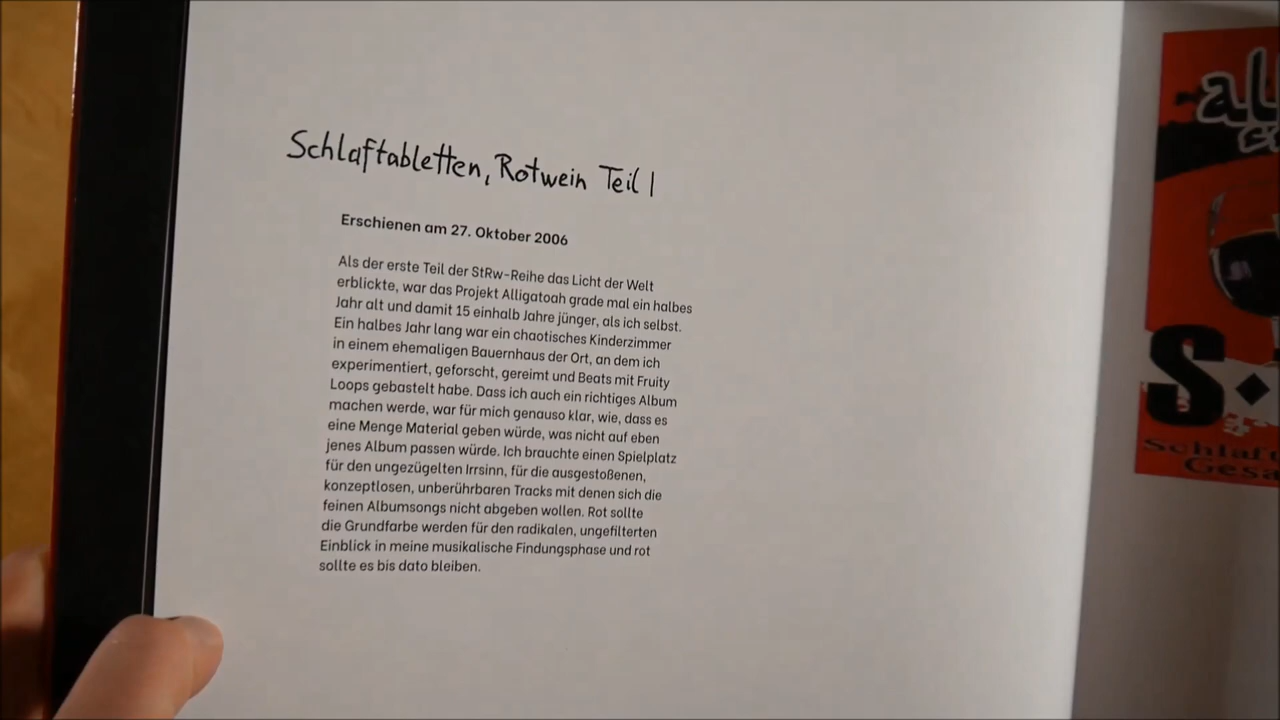 Schlaftabletten, Rotwein Teil I
Erschienen am 27. Oktober 2006
Als der erste Teil der StRw-Reihe das Licht der Welt
erblickte, war das Projekt Alligatoah grade mal ein halbes
Jahr alt und damit 15 einhalb Jahre jünger, als ich selbst.
Ein halbes Jahr lang war ein chaotisches Kinderzimmer
in einem ehemaligen Bauernhaus der Ort, an dem ich
experimentiert, geforscht, gereimt und Beats mit Fruity
Loops gebastelt habe. Dass ich auch ein richtiges Album
machen werde, war für mich genauso klar, wie, dass es
eine Menge Material geben würde, was nicht auf eben
jenes Album passen würde. Ich brauchte einen Spielplatz
für den ungezügelten Irrsinn, für die ausgestoßenen,
konzeptlosen, unberührbaren Tracks mit denen sich die
feinen Albumsongs nicht abgeben wollen. Rot sollte
die Grundfarbe werden für den radikalen, ungefilterten
Einblick in meine musikalische Findungsphase und rot
sollte es bis dato bleiben.